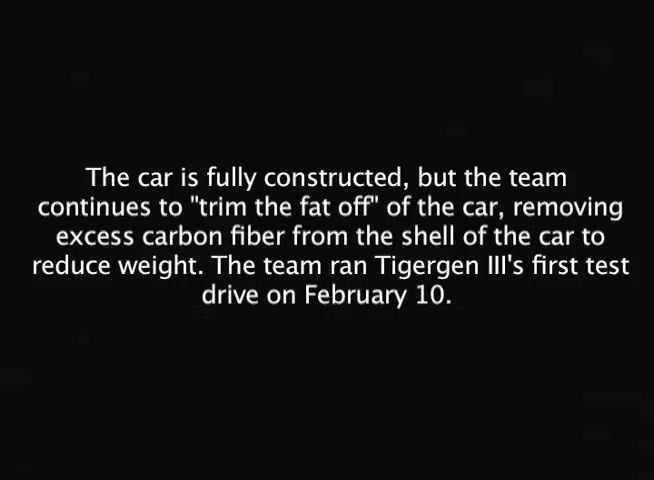 The car is fully constructed, but the team
continues to "trim the fat off" of the car, removing
excess carbon fiber from the shell of the car to
reduce weight. The team ran Tigergen III's first test
drive on February 10.